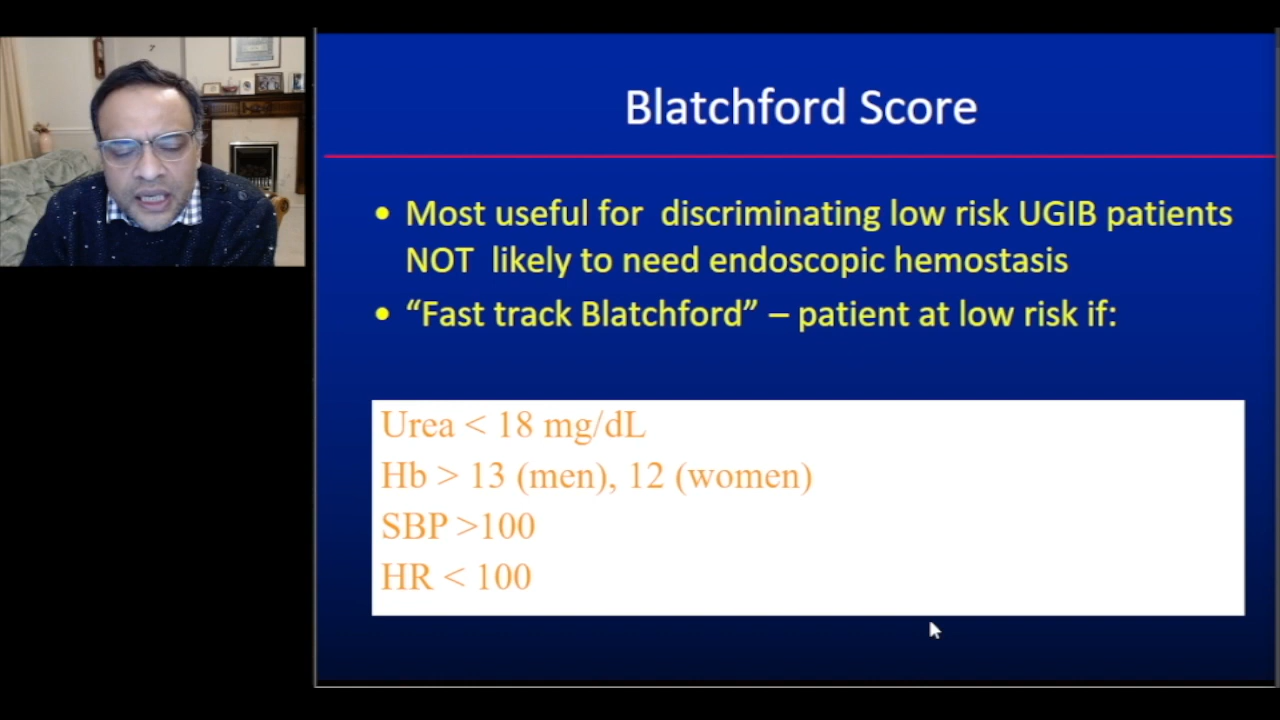 Blatchford Score
• Most useful for discriminating low risk UGIB patients
NOT likely to need endoscopic hemostasis
• “Fast track Blatchford” – patient at low risk if:
Urea < 18 mg/dL
Hb > 13 (men), 12 (women)
SBP >100
HR < 100